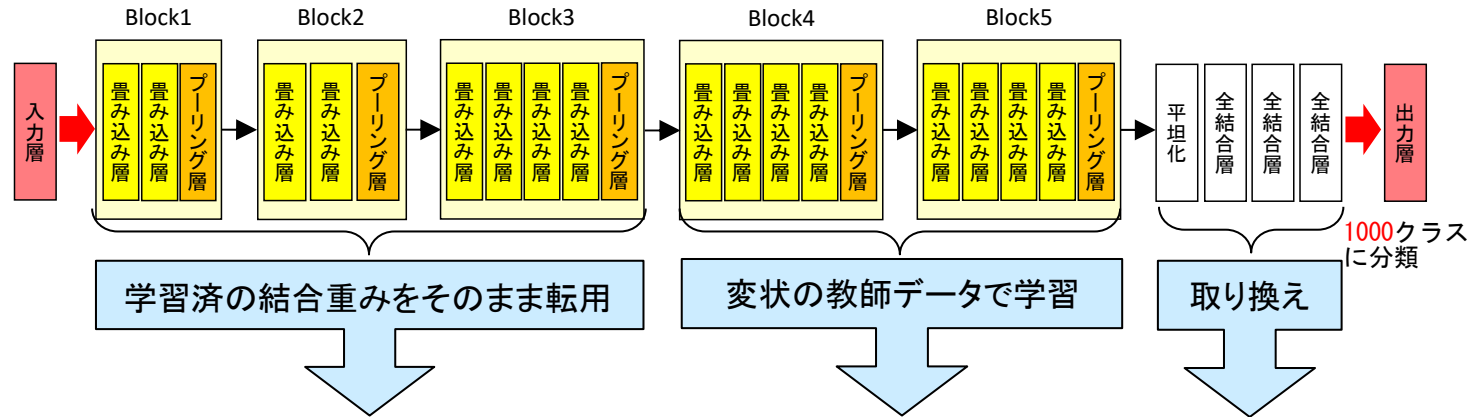 Block1
Block2
Block3
Block4
Block5
入力層
畳み込み層
畳み込み層
プーリング層
畳み込み層
畳み込み層
プーリング層
畳み込み層
畳み込み層
畳み込み層
畳み込み層
プーリング層
畳み込み層
畳み込み層
畳み込み層
畳み込み層
プーリング層
畳み込み層
畳み込み層
畳み込み層
畳み込み層
プーリング層
平坦化
全結合層
全結合層
全結合層
出力層
1000クラス
に分類
学習済の結合重みをそのまま転用
変状の教師データで学習
取り換え